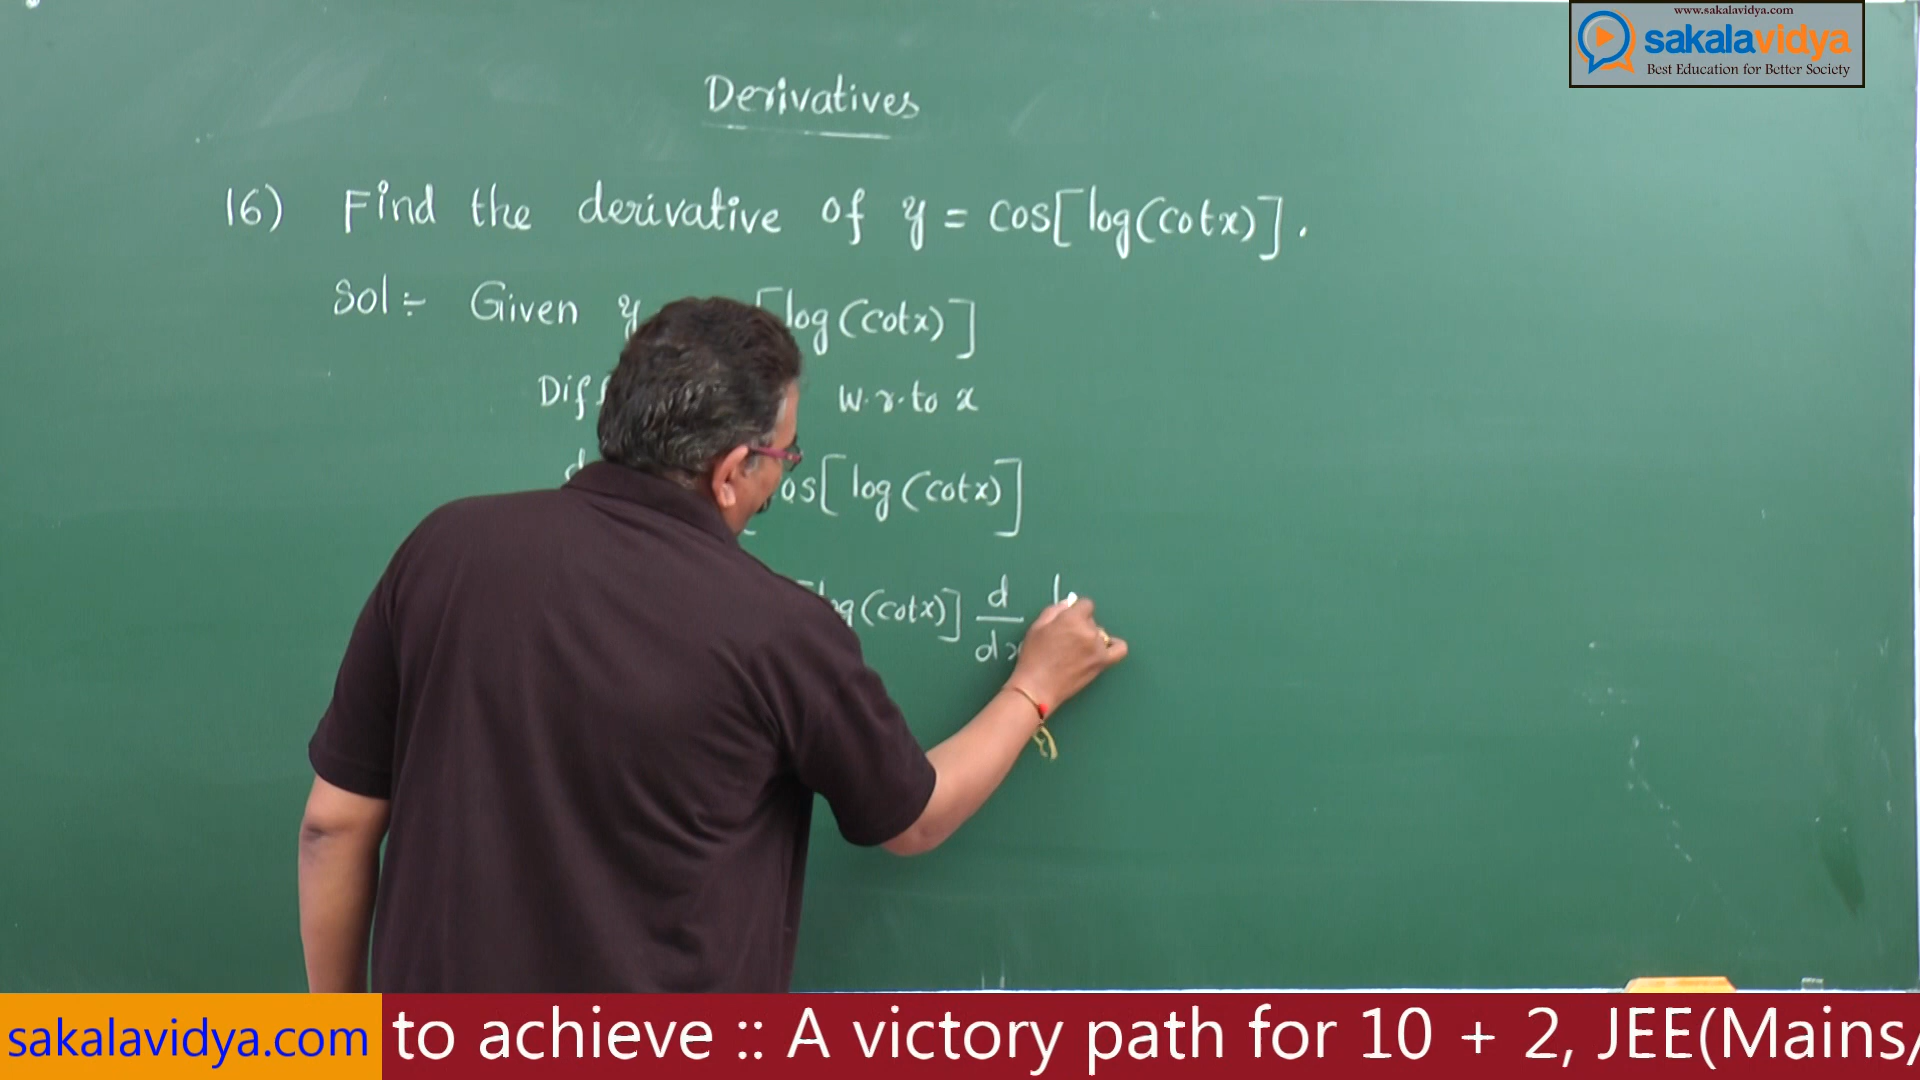 www.sakalavidya.com
sakalavidya
Best Education for Better Society
Derivatives
16) Find the derivative of y = cos[log(cotx)].
Sol :- Given y [log(cotx)]
Diff w.r.to x
d os[log(cotx)]
og(cotx)] d/dx l
sakalavidya.com to achieve :: A victory path for 10 + 2, JEE(Mains/